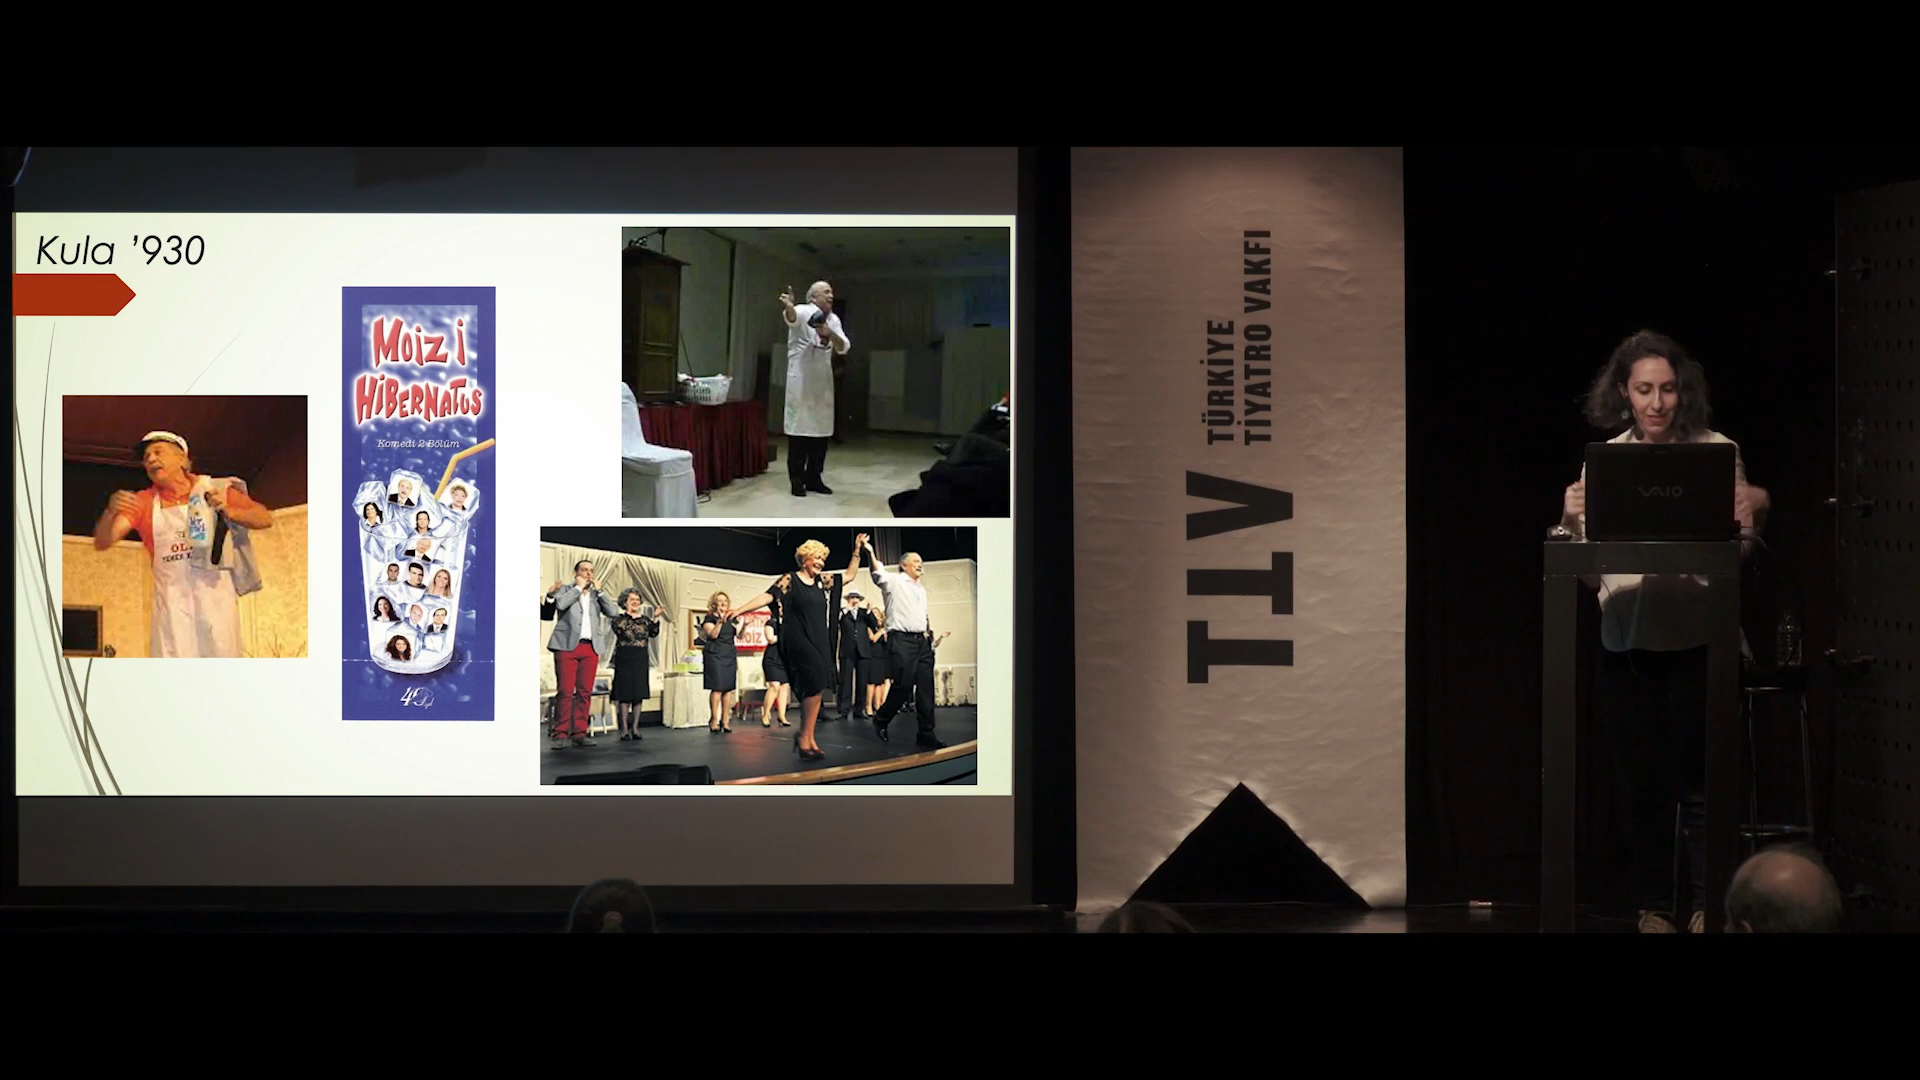 Kula ’930
MOiZ i
HiBERNATUS
Komedi 2 Bölüm
TÜRKİYE
TİYATRO VAKFI
TTV
VAIO